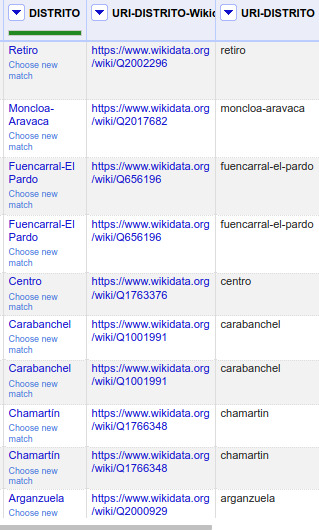 DISTRITO URI-DISTRITO-Wikid URI-DISTRITO
Retiro https://www.wikidata.org retiro
Choose new /wiki/Q2002296
match
Moncloa- https://www.wikidata.org moncloa-aravaca
Aravaca /wiki/Q2017682
Choose new
match
Fuencarral-El https://www.wikidata.org fuencarral-el-pardo
Pardo /wiki/Q656196
Choose new
match
Fuencarral-El https://www.wikidata.org fuencarral-el-pardo
Pardo /wiki/Q656196
Choose new
match
Centro https://www.wikidata.org centro
Choose new /wiki/Q1763376
match
Carabanchel https://www.wikidata.org carabanchel
Choose new /wiki/Q1001991
match
Carabanchel https://www.wikidata.org carabanchel
Choose new /wiki/Q1001991
match
Chamartín https://www.wikidata.org chamartin
Choose new /wiki/Q1766348
match
Chamartín https://www.wikidata.org chamartin
Choose new /wiki/Q1766348
match
Arganzuela https://www.wikidata.org arganzuela
Choose new /wiki/Q2000929